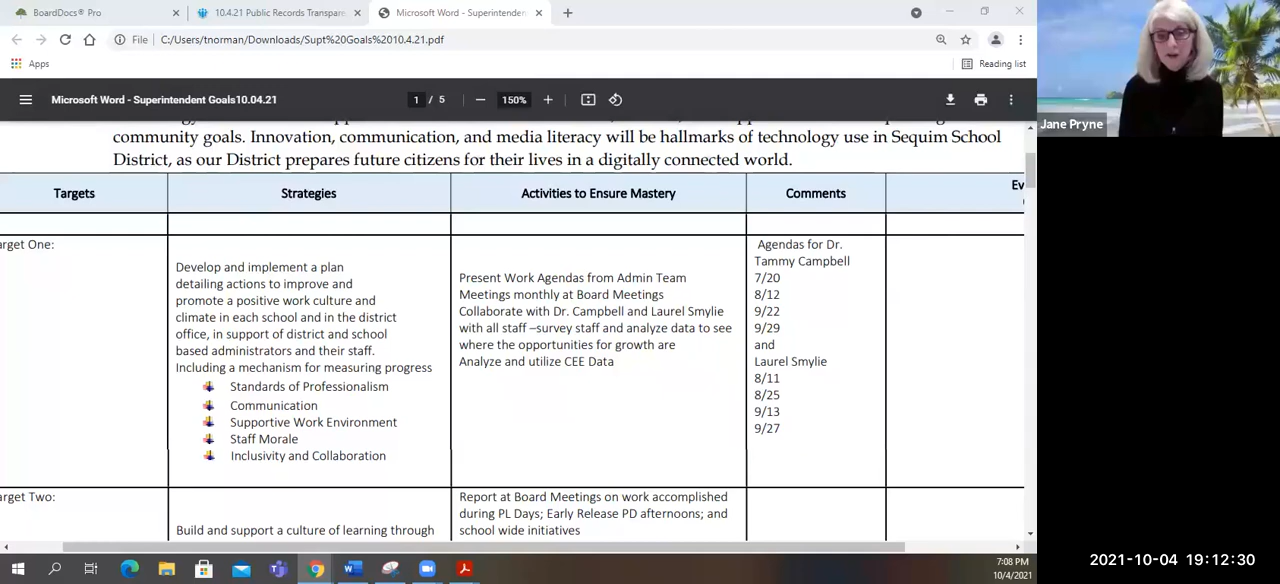 BoardDocs® Pro
10.4.21 Public Records Transpare
Microsoft Word - Superintenden
File
C:/Users/tnorman/Downloads/Supt%20Goals%2010.4.21.pdf
Apps
Reading list
Microsoft Word - Superintendent Goals10.04.21
1 / 5
150%
community goals. Innovation, communication, and media literacy will be hallmarks of technology use in Sequim School
District, as our District prepares future citizens for their lives in a digitally connected world.
Targets
Strategies
Activities to Ensure Mastery
Comments
Ev
arget One:
Develop and implement a plan
detailing actions to improve and
promote a positive work culture and
climate in each school and in the district
office, in support of district and school
based administrators and their staff.
Including a mechanism for measuring progress
Standards of Professionalism
Communication
Supportive Work Environment
Staff Morale
Inclusivity and Collaboration
Present Work Agendas from Admin Team
Meetings monthly at Board Meetings
Collaborate with Dr. Campbell and Laurel Smylie
with all staff –survey staff and analyze data to see
where the opportunities for growth are
Analyze and utilize CEE Data
Agendas for Dr.
Tammy Campbell
7/20
8/12
9/22
9/29
and
Laurel Smylie
8/11
8/25
9/13
9/27
arget Two:
Build and support a culture of learning through
Report at Board Meetings on work accomplished
during PL Days; Early Release PD afternoons; and
school wide initiatives
7:08 PM
10/4/2021
Jane Pryne
2021-10-04 19:12:30